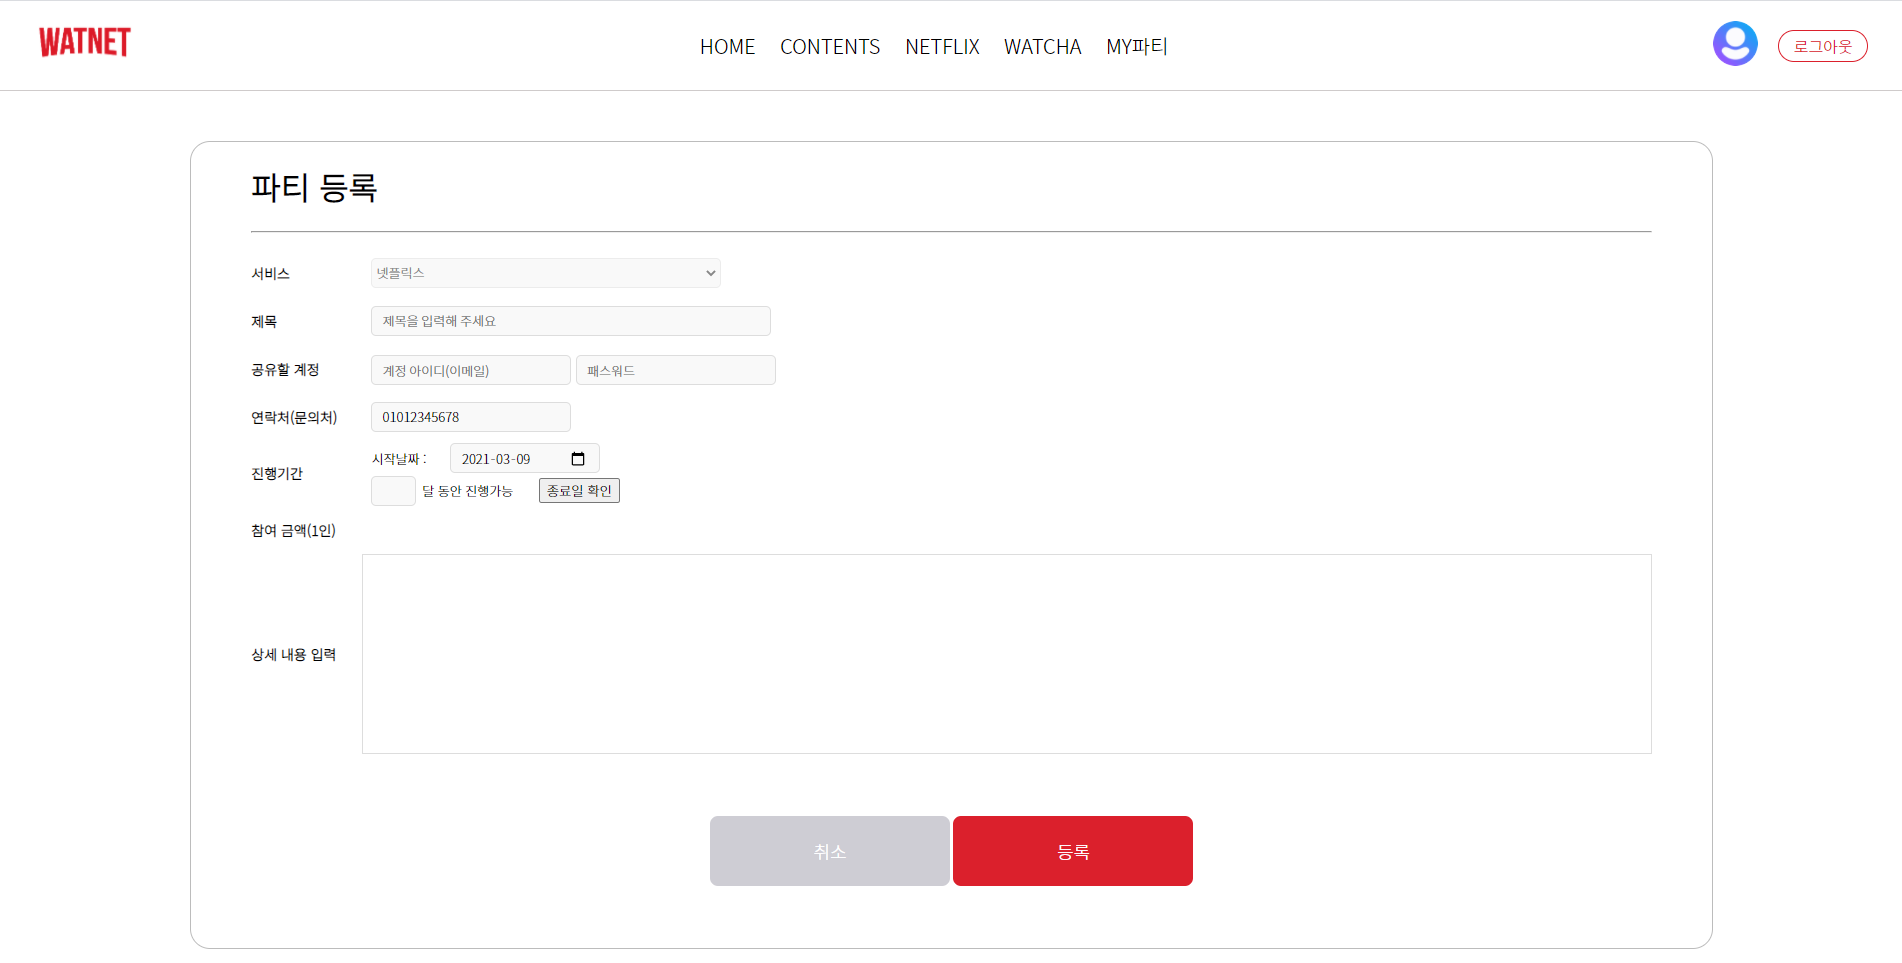 WATNET
HOME CONTENTS NETFLIX WATCHA MY파티
로그아웃
파티 등록
서비스 넷플릭스
제목 제목을 입력해 주세요
공유할 계정 계정 아이디(이메일) 패스워드
연락처(문의처) 01012345678
시작날짜 : 2021-03-09
진행기간
달 동안 진행가능 종료일 확인
참여 금액(1인)
상세 내용 입력
취소 등록